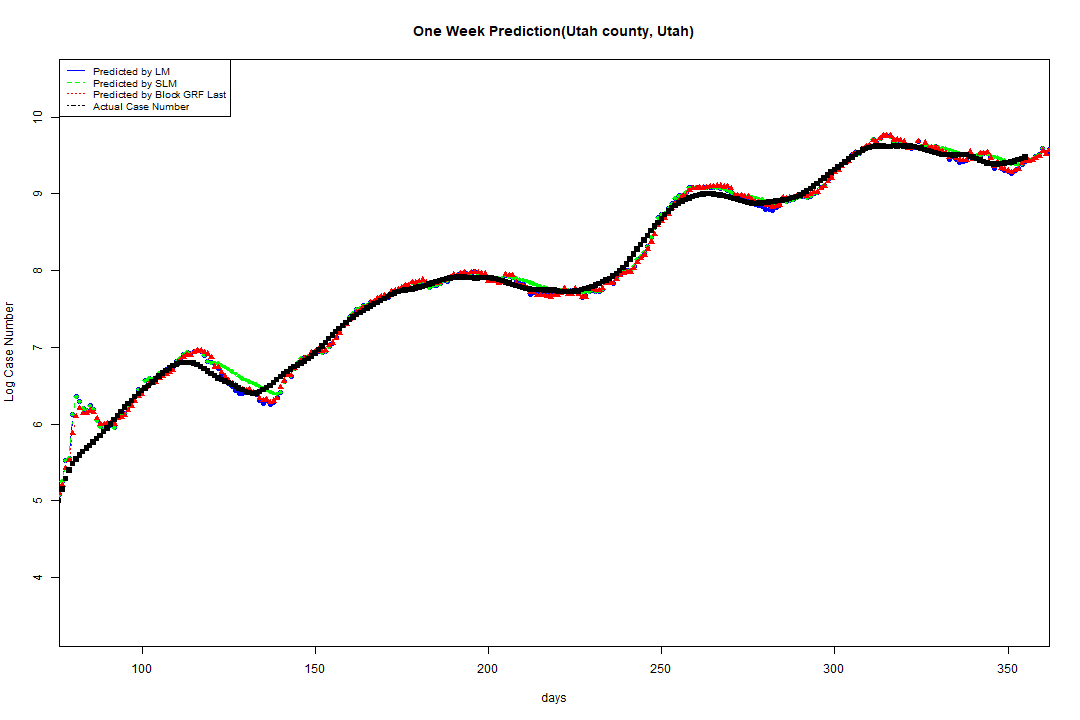 One Week Prediction(Utah county, Utah)
Predicted by LM
Predicted by SLM
Predicted by Block GRF Last
Actual Case Number
10
9
8
7
6
5
4
Log Case Number
100 150 200 250 300 350
days